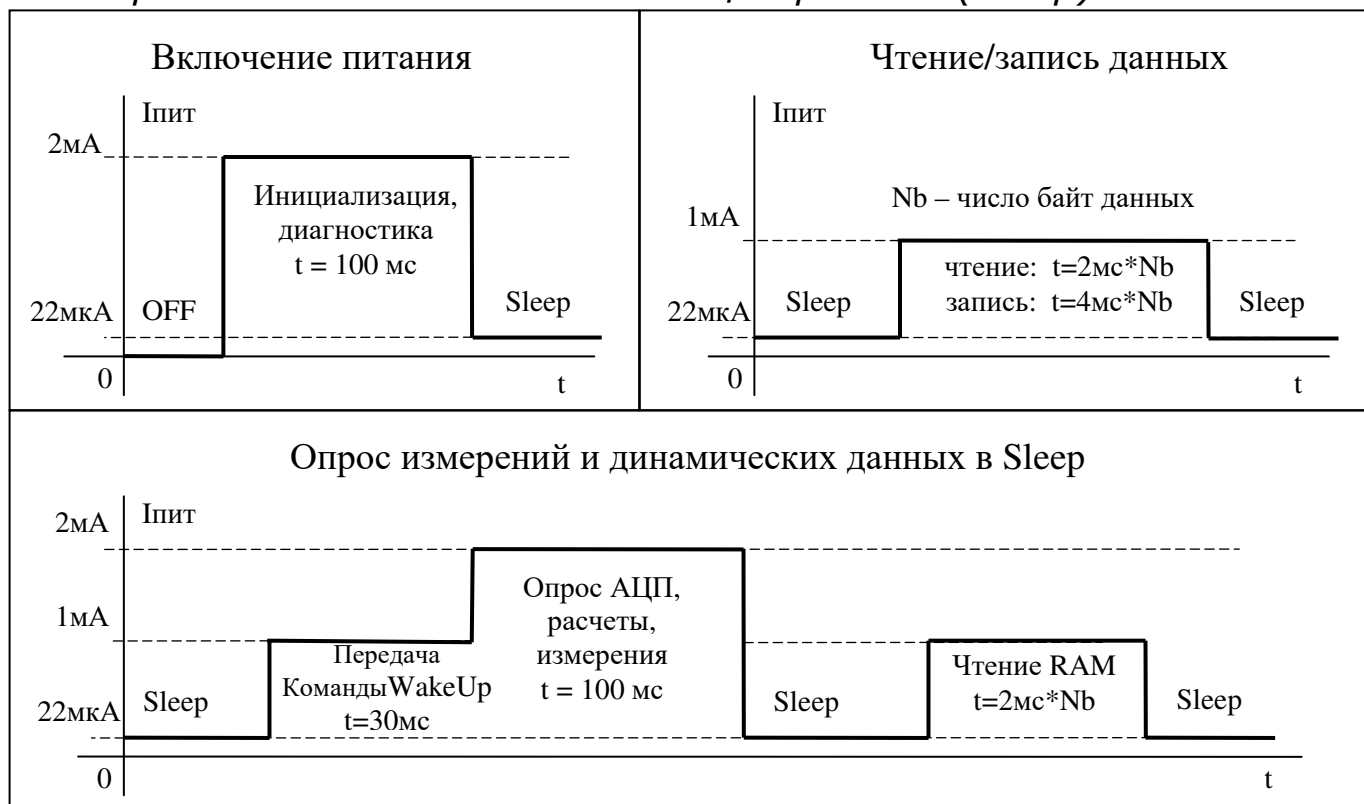 Включение питания
Iпит
2мА
Инициализация,
диагностика
t = 100 мс
22мкА
OFF
Sleep
0
t
Чтение/запись данных
Iпит
Nb – число байт данных
1мА
чтение: t=2мс*Nb
запись: t=4мс*Nb
22мкА
Sleep
Sleep
0
t
Опрос измерений и динамических данных в Sleep
Iпит
2мА
Опрос АЦП,
расчеты,
измерения
t = 100 мс
1мА
Передача
КомандыWakeUp
t=30мс
Чтение RAM
t=2мс*Nb
22мкА
Sleep
Sleep
Sleep
0
t